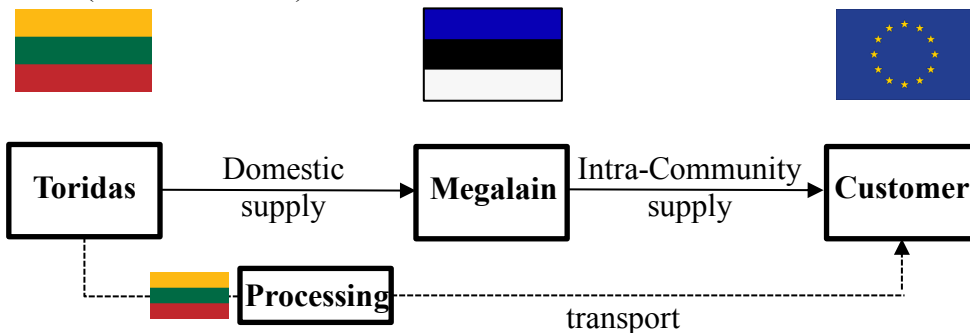 Toridas
Domestic
supply
Megalain
Intra-Community
supply
Customer
Processing
transport